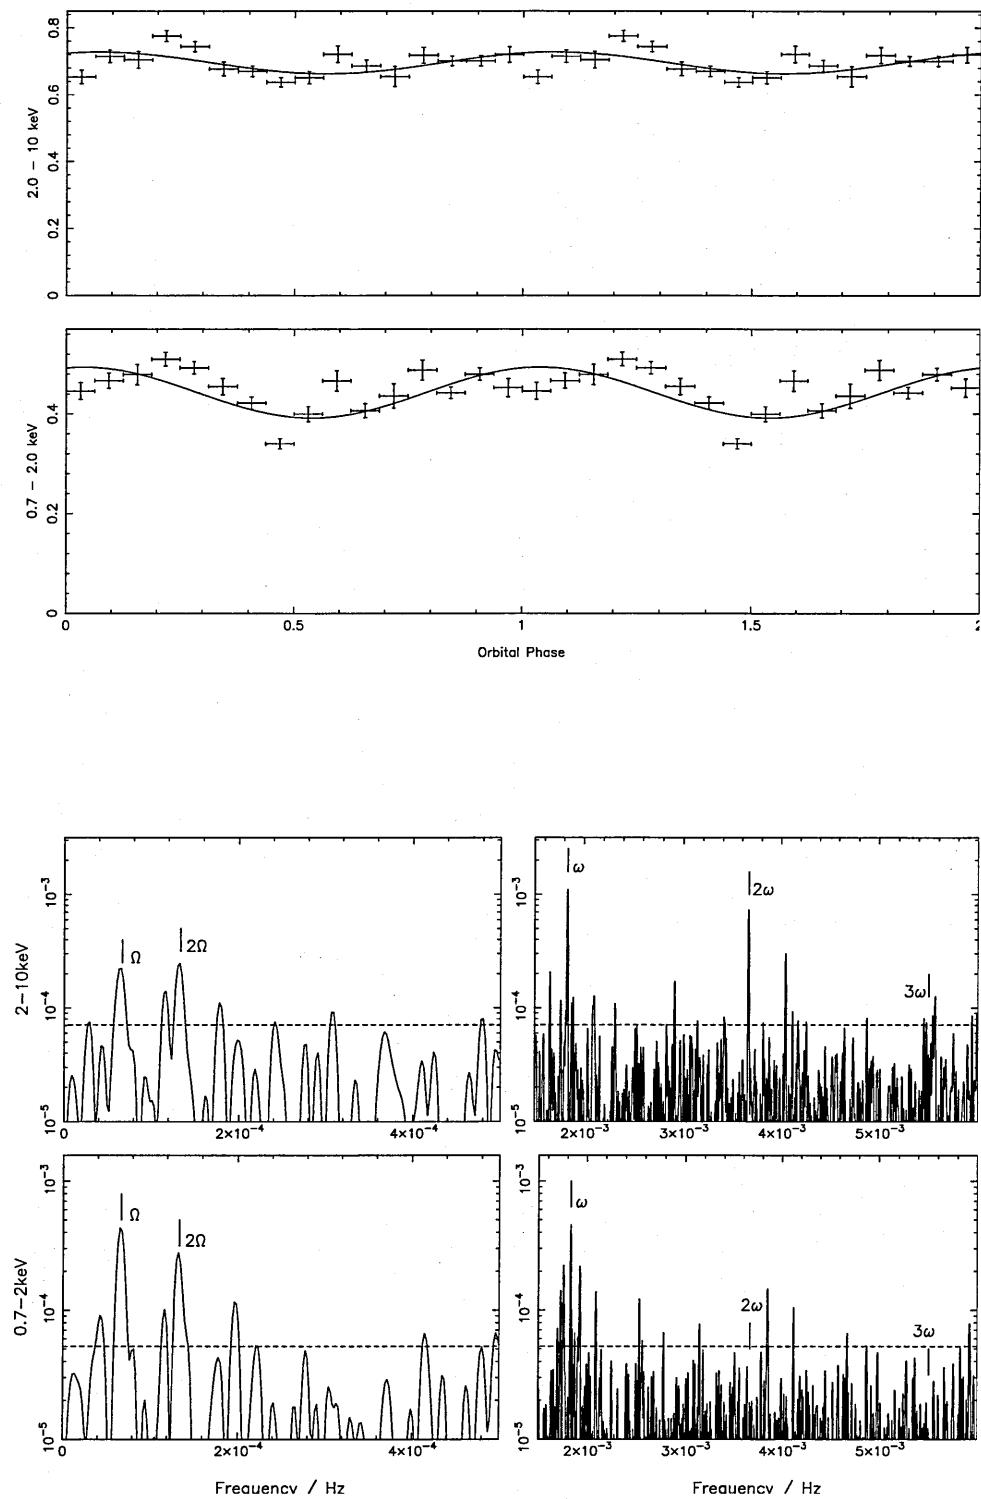 0.8
0.6
0.4
0.2
0
2.0 – 10 keV
0.4
0.2
0
0.7 – 2.0 keV
0
0.5
1
1.5
2
Orbital Phase
10⁻³
10⁻⁴
10⁻⁵
2–10keV
Ω
2Ω
0
2×10⁻⁴
4×10⁻⁴
ω
2ω
3ω
2×10⁻³
3×10⁻³
4×10⁻³
5×10⁻³
10⁻³
10⁻⁴
10⁻⁵
10⁻³
10⁻⁴
10⁻⁵
0.7–2keV
Ω
2Ω
0
2×10⁻⁴
4×10⁻⁴
Frequency / Hz
10⁻³
10⁻⁴
10⁻⁵
ω
2ω
3ω
2×10⁻³
3×10⁻³
4×10⁻³
5×10⁻³
Frequency / Hz